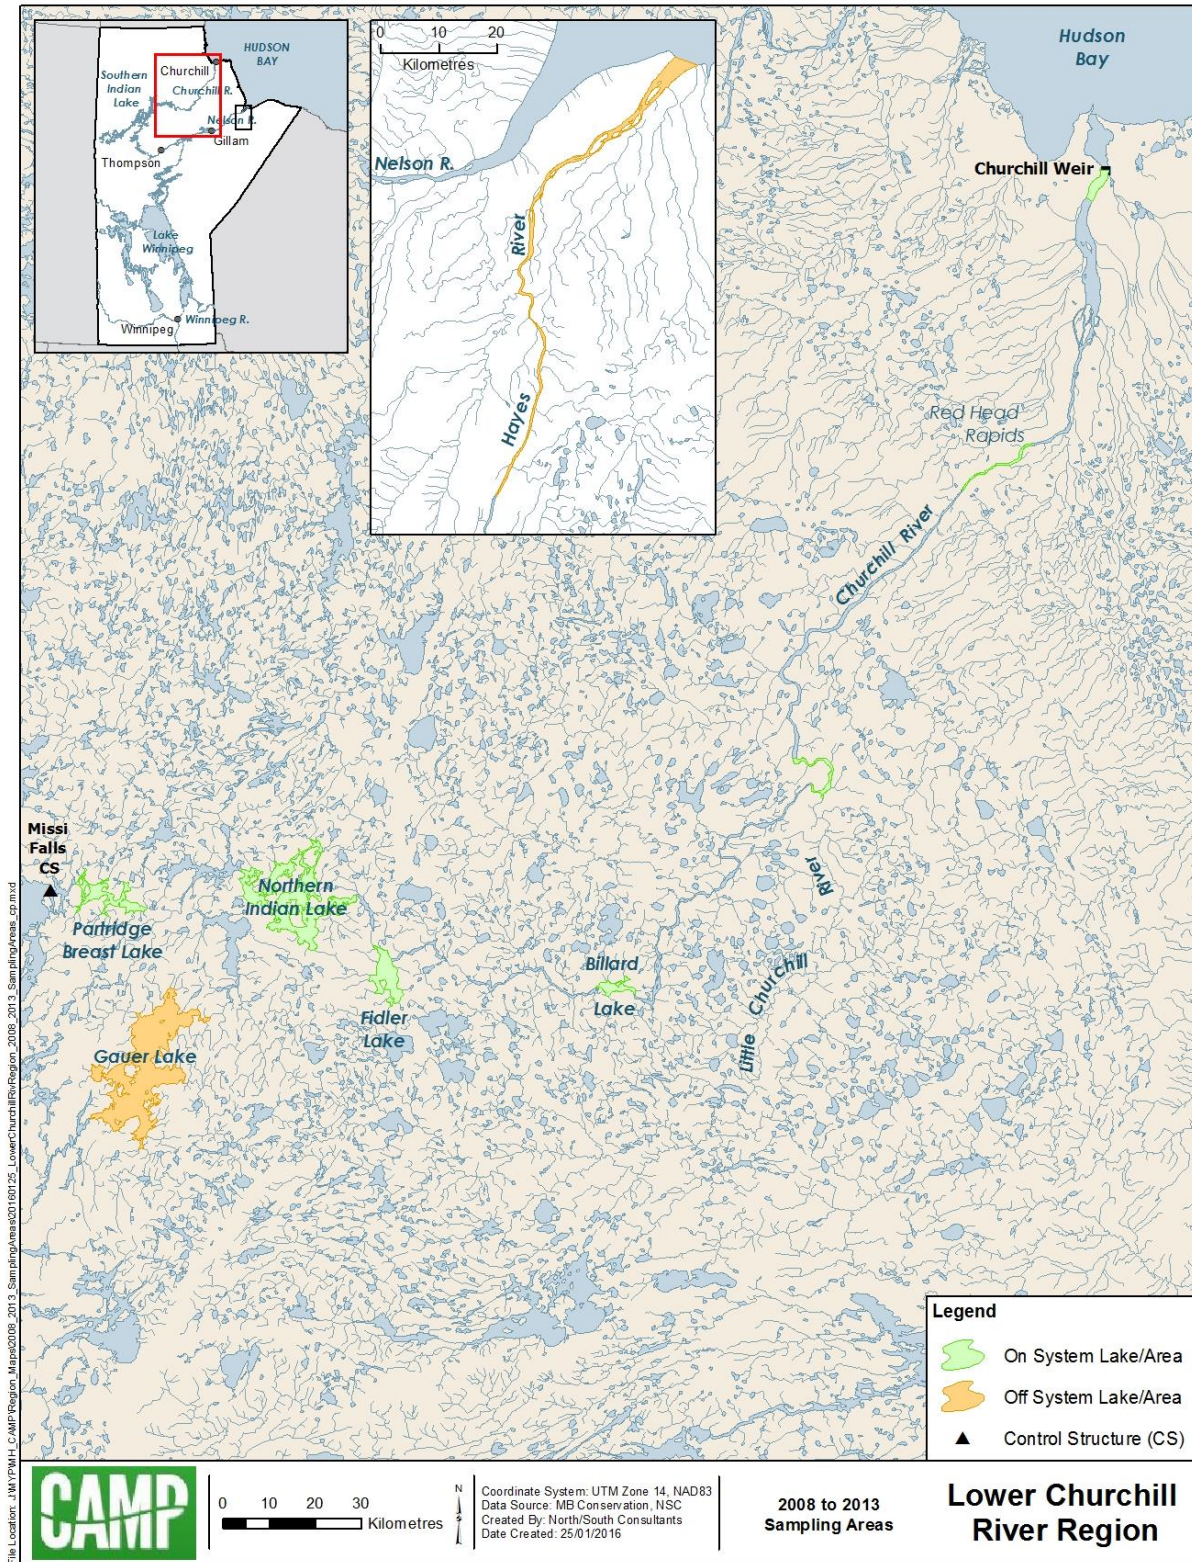 HUDSON
BAY
Churchill
Southern
Indian
Lake
Churchill R.
Nelson R.
Gillam
Thompson
Lake
Winnipeg
Winnipeg R.
Winnipeg
0 10 20
Kilometres
Nelson R.
River
Hayes
Hudson
Bay
Churchill Weir
Red Head
Rapids
Churchill River
Missi
Falls
CS
Partridge
Breast Lake
Northern
Indian Lake
Fidler
Lake
Gauer Lake
Billard
Lake
Little Churchill River
Legend
On System Lake/Area
Off System Lake/Area
Control Structure (CS)
CAMP
0 10 20 30
Kilometres
N
Coordinate System: UTM Zone 14, NAD83
Data Source: MB Conservation, NSC
Created By: North/South Consultants
Date Created: 25/01/2016
2008 to 2013
Sampling Areas
Lower Churchill
River Region